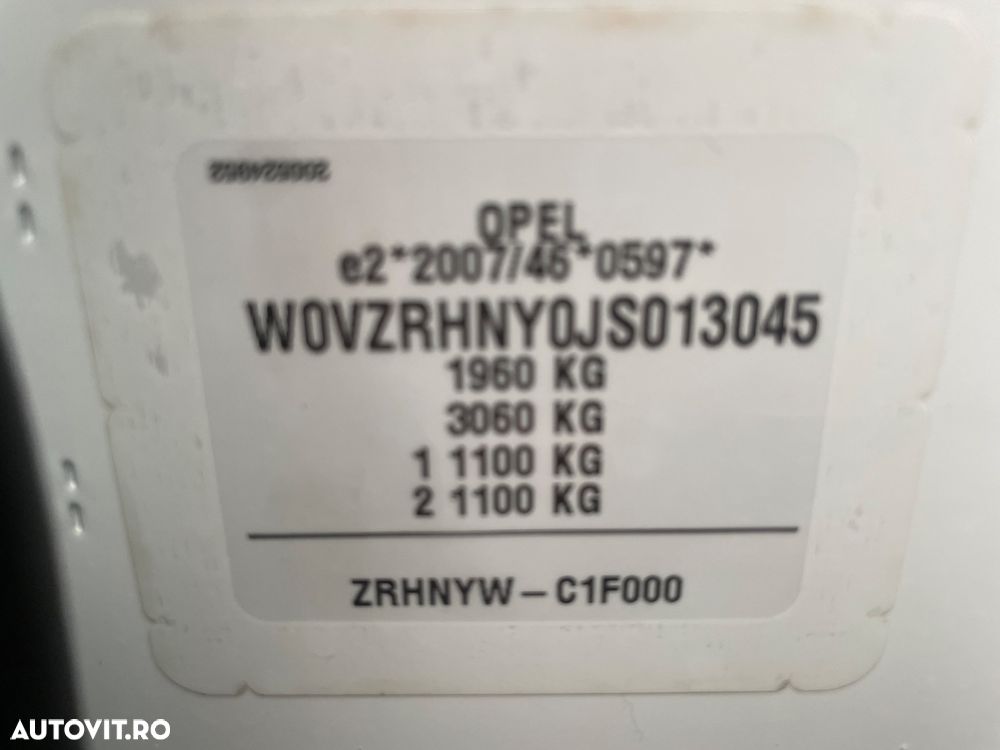 OPEL
e2*2007/46*0597*
W0VZRHNY0JS013045
1960 KG
3060 KG
1 1100 KG
2 1100 KG
ZRHNYW – C1F000
AUTOVIT.RO